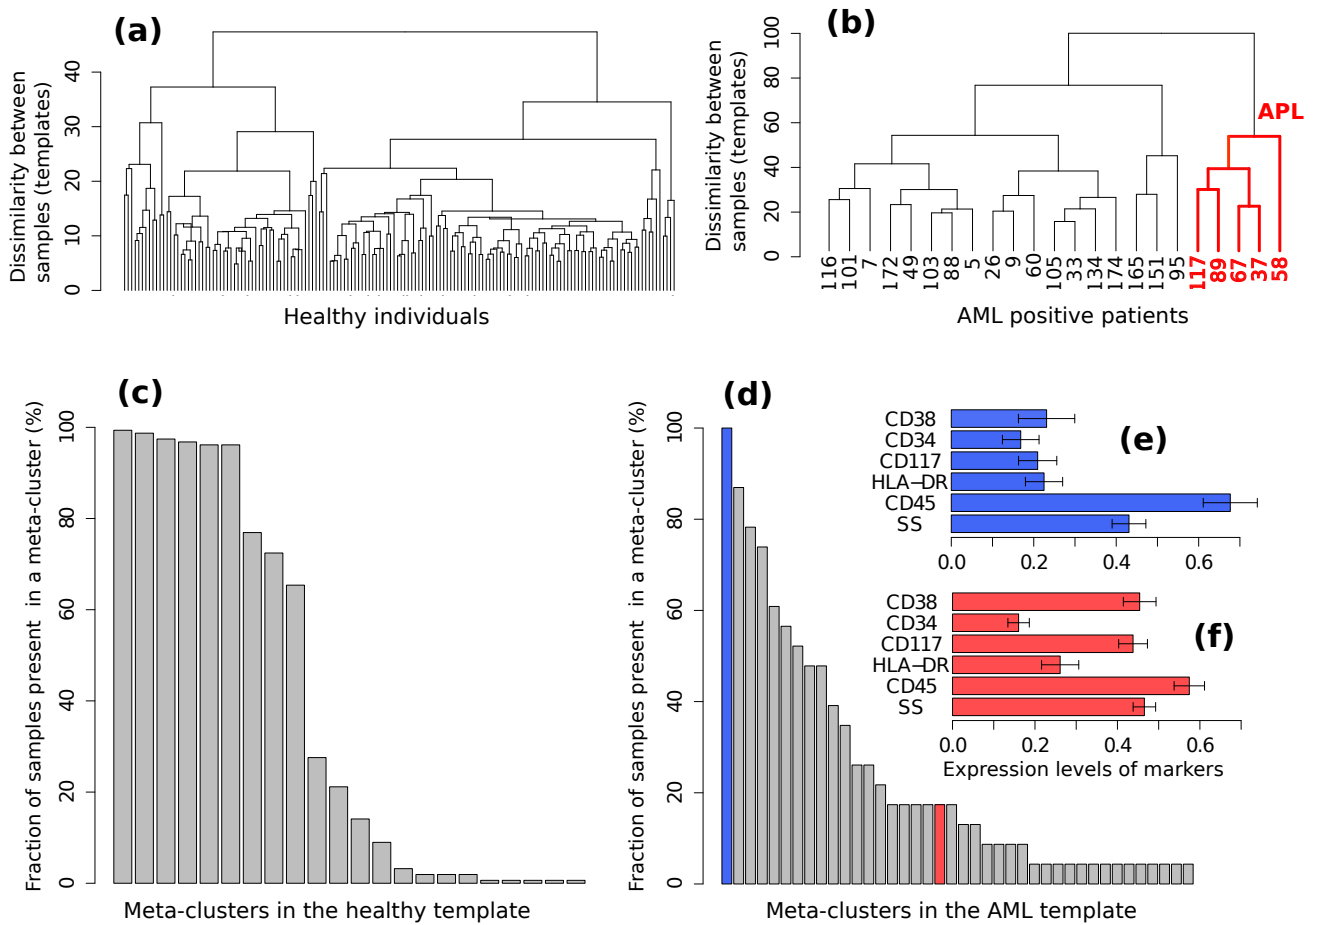 (a)
Dissimilarity between
samples (templates)
40
30
20
10
0
Healthy individuals
(b)
Dissimilarity between
samples (templates)
100
80
60
40
20
0
APL
116
101
7
172
49
103
88
5
26
9
60
105
33
134
174
165
151
95
117
89
67
37
58
AML positive patients
(c)
Fraction of samples present in a meta-cluster (%)
100
80
60
40
20
0
Meta-clusters in the healthy template
(d)
Fraction of samples present in a meta-cluster (%)
100
80
60
40
20
0
Meta-clusters in the AML template
(e)
CD38
CD34
CD117
HLA−DR
CD45
SS
0.0 0.2 0.4 0.6
(f)
CD38
CD34
CD117
HLA−DR
CD45
SS
0.0 0.2 0.4 0.6
Expression levels of markers